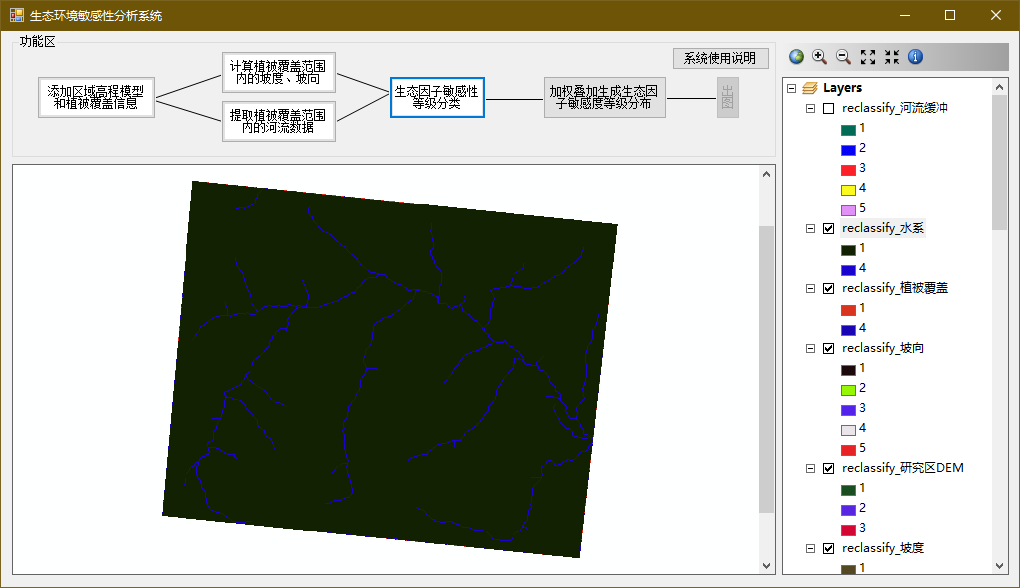 生态环境敏感性分析系统
功能区
添加区域高程模型
和植被覆盖信息
计算植被覆盖范围
内的坡度、坡向
提取植被覆盖范围
内的河流数据
生态因子敏感性
等级分类
加权叠加生成生态因
子敏感度等级分布
出
图
系统使用说明
Layers
reclassify_河流缓冲
1
2
3
4
5
reclassify_水系
1
4
reclassify_植被覆盖
1
4
reclassify_坡向
1
2
3
4
5
reclassify_研究区DEM
1
2
3
reclassify_坡度
1